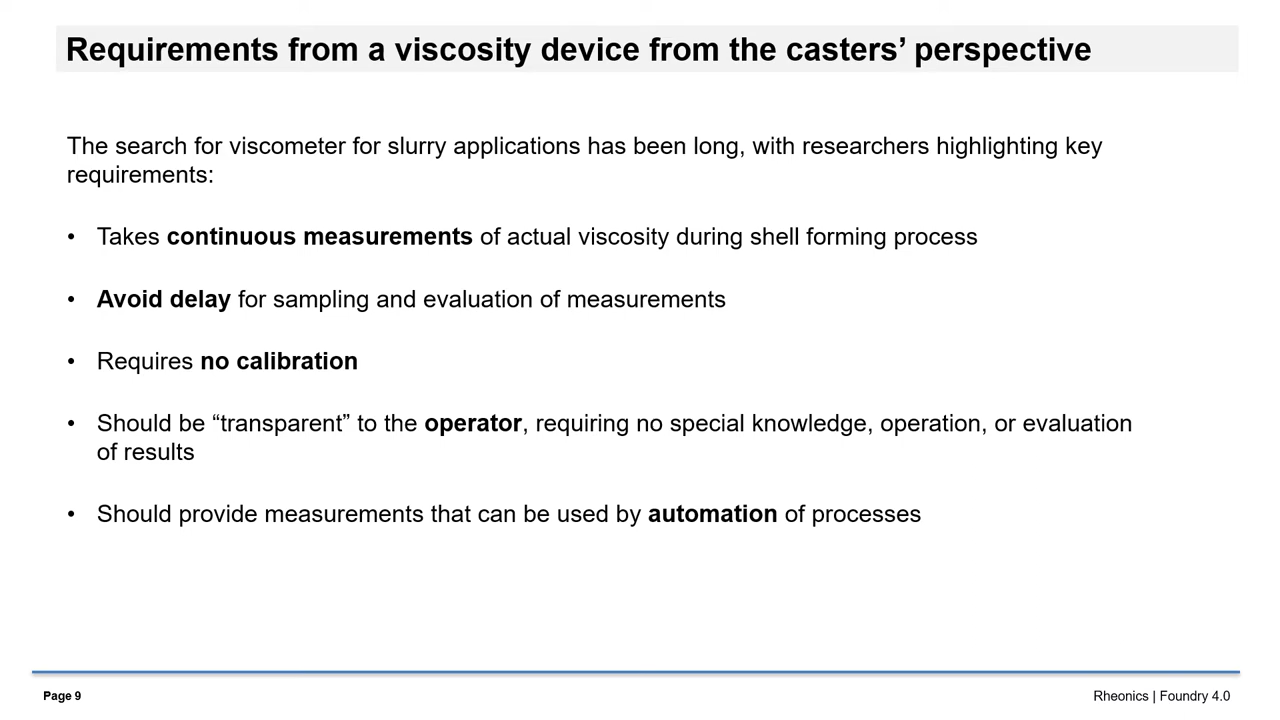 Requirements from a viscosity device from the casters’ perspective
The search for viscometer for slurry applications has been long, with researchers highlighting key
requirements:
• Takes continuous measurements of actual viscosity during shell forming process
• Avoid delay for sampling and evaluation of measurements
• Requires no calibration
• Should be “transparent” to the operator, requiring no special knowledge, operation, or evaluation
of results
• Should provide measurements that can be used by automation of processes
Page 9
Rheonics | Foundry 4.0